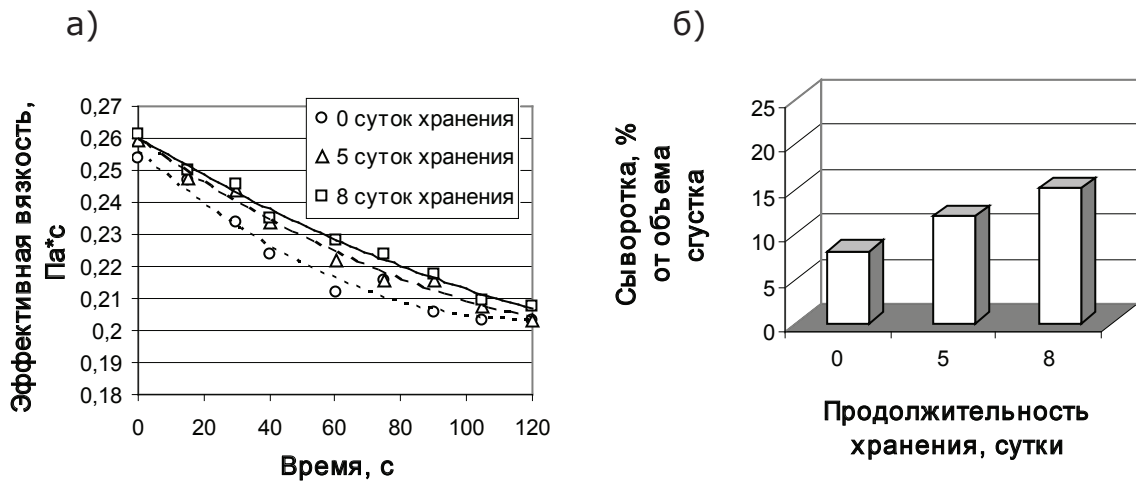 а)
Эффективная вязкость,
Па*с
0,27
0,26
0,25
0,24
0,23
0,22
0,21
0,2
0,19
0,18
0 суток хранения
5 суток хранения
8 суток хранения
0 20 40 60 80 100 120
Время, с
б)
Сыворотка, %
от объема
сгустка
25
20
15
10
5
0
0 5 8
Продолжительность
хранения, сутки